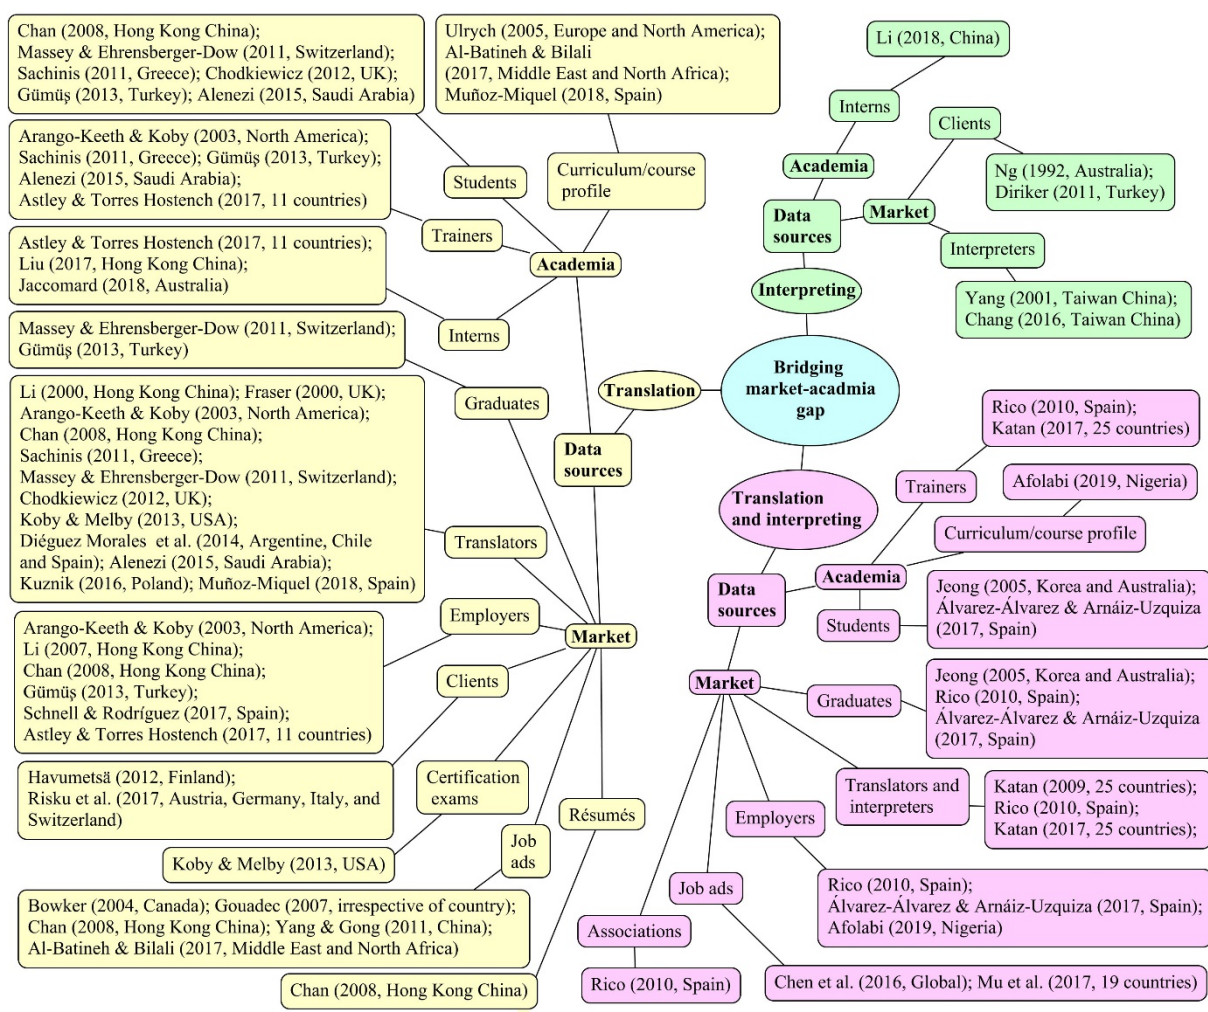 Chan (2008, Hong Kong China);
Massey & Ehrensberger-Dow (2011, Switzerland);
Sachinis (2011, Greece); Chodkiewicz (2012, UK);
Gümüş (2013, Turkey); Alenezi (2015, Saudi Arabia)
Ulrych (2005, Europe and North America);
Al-Batineh & Bilali
(2017, Middle East and North Africa);
Muñoz-Miquel (2018, Spain)
Arango-Keeth & Koby (2003, North America);
Sachinis (2011, Greece); Gümüş (2013, Turkey);
Alenezi (2015, Saudi Arabia);
Astley & Torres Hostench (2017, 11 countries)
Students
Curriculum/course
profile
Trainers
Academia
Astley & Torres Hostench (2017, 11 countries);
Liu (2017, Hong Kong China);
Jaccomard (2018, Australia)
Interns
Massey & Ehrensberger-Dow (2011, Switzerland);
Gümüş (2013, Turkey)
Graduates
Translation
Data
sources
Li (2000, Hong Kong China); Fraser (2000, UK);
Arango-Keeth & Koby (2003, North America);
Chan (2008, Hong Kong China);
Sachinis (2011, Greece);
Massey & Ehrensberger-Dow (2011, Switzerland);
Chodkiewicz (2012, UK);
Koby & Melby (2013, USA);
Diéguez Morales et al. (2014, Argentine, Chile
and Spain); Alenezi (2015, Saudi Arabia);
Kuznik (2016, Poland); Muñoz-Miquel (2018, Spain)
Translators
Employers
Market
Arango-Keeth & Koby (2003, North America);
Li (2007, Hong Kong China);
Chan (2008, Hong Kong China);
Gümüş (2013, Turkey);
Schnell & Rodríguez (2017, Spain);
Astley & Torres Hostench (2017, 11 countries)
Clients
Havumetsä (2012, Finland);
Risku et al. (2017, Austria, Germany, Italy, and
Switzerland)
Certification
exams
Résumés
Job
ads
Koby & Melby (2013, USA)
Bowker (2004, Canada); Gouadec (2007, irrespective of country);
Chan (2008, Hong Kong China); Yang & Gong (2011, China);
Al-Batineh & Bilali (2017, Middle East and North Africa)
Chan (2008, Hong Kong China)
Li (2018, China)
Interns
Clients
Academia
Ng (1992, Australia);
Diriker (2011, Turkey)
Data
sources
Market
Interpreters
Interpreting
Yang (2001, Taiwan China);
Chang (2016, Taiwan China)
Bridging
market-acadmia
gap
Rico (2010, Spain);
Katan (2017, 25 countries)
Trainers
Afolabi (2019, Nigeria)
Translation
and interpreting
Curriculum/course profile
Academia
Data
sources
Jeong (2005, Korea and Australia);
Álvarez-Álvarez & Arnáiz-Uzquiza
(2017, Spain)
Students
Market
Graduates
Jeong (2005, Korea and Australia);
Rico (2010, Spain);
Álvarez-Álvarez & Arnáiz-Uzquiza
(2017, Spain)
Translators and
interpreters
Katan (2009, 25 countries);
Rico (2010, Spain);
Katan (2017, 25 countries);
Employers
Rico (2010, Spain);
Álvarez-Álvarez & Arnáiz-Uzquiza (2017, Spain);
Afolabi (2019, Nigeria)
Job ads
Associations
Rico (2010, Spain)
Chen et al. (2016, Global); Mu et al. (2017, 19 countries)